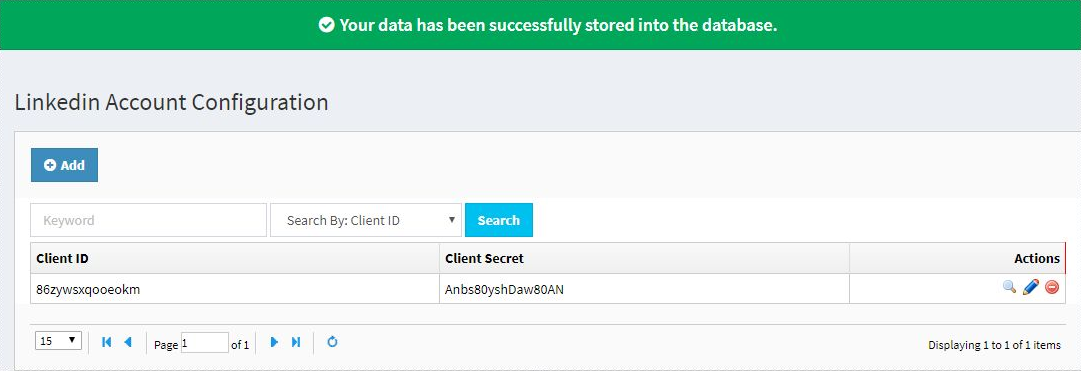 Your data has been successfully stored into the database.
Linkedin Account Configuration
Add
Keyword Search By: Client ID Search
Client ID Client Secret Actions
86zywsxqooeokm Anbs80yshDaw80AN
15 Page 1 of 1 Displaying 1 to 1 of 1 items